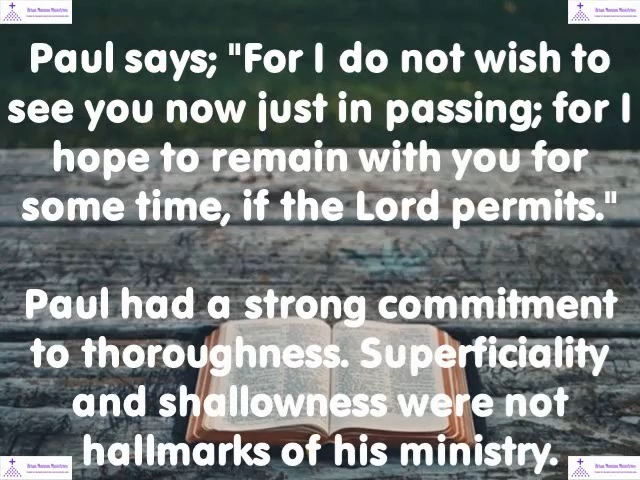 Paul says; "For I do not wish to
see you now just in passing; for I
hope to remain with you for
some time, if the Lord permits."
Paul had a strong commitment
to thoroughness. Superficiality
and shallowness were not
hallmarks of his ministry.